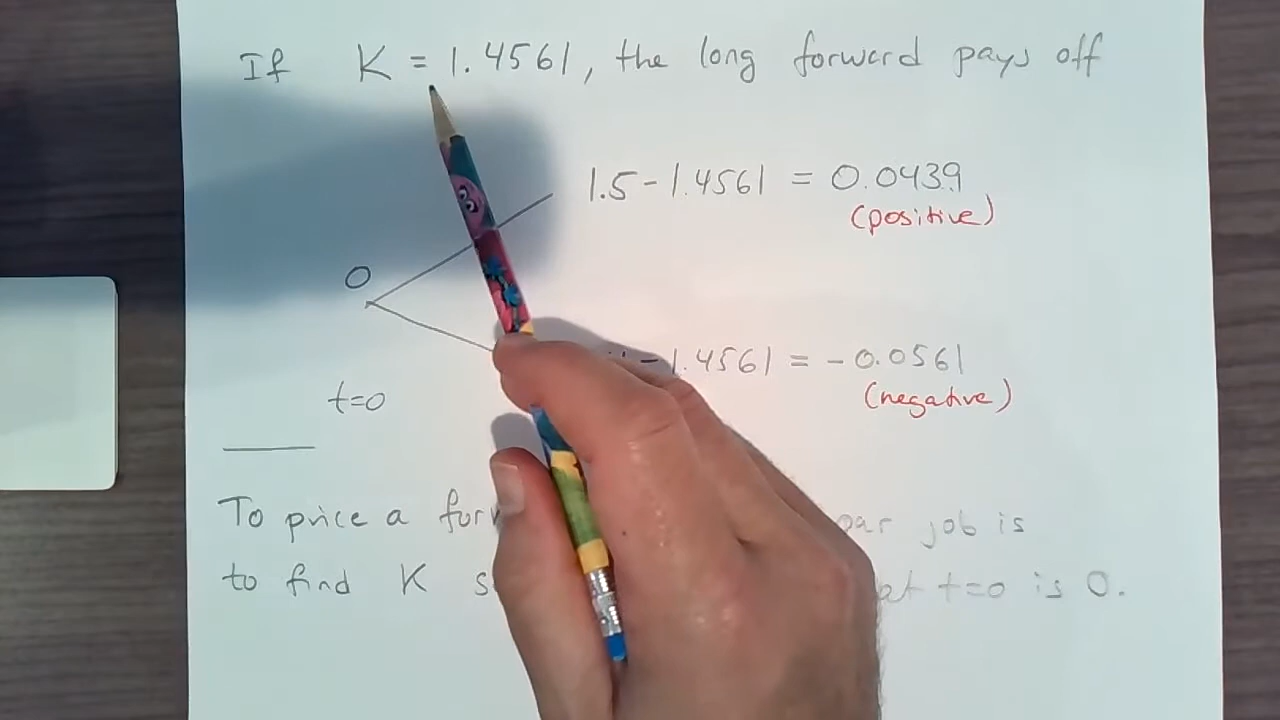 If K = 1.4561, the long forward pays off
1.5 - 1.4561 = 0.0439
(positive)
0
- 1.4561 = - 0.0561
(negative)
t=0
To price a job is
to find K at t=0 is 0.